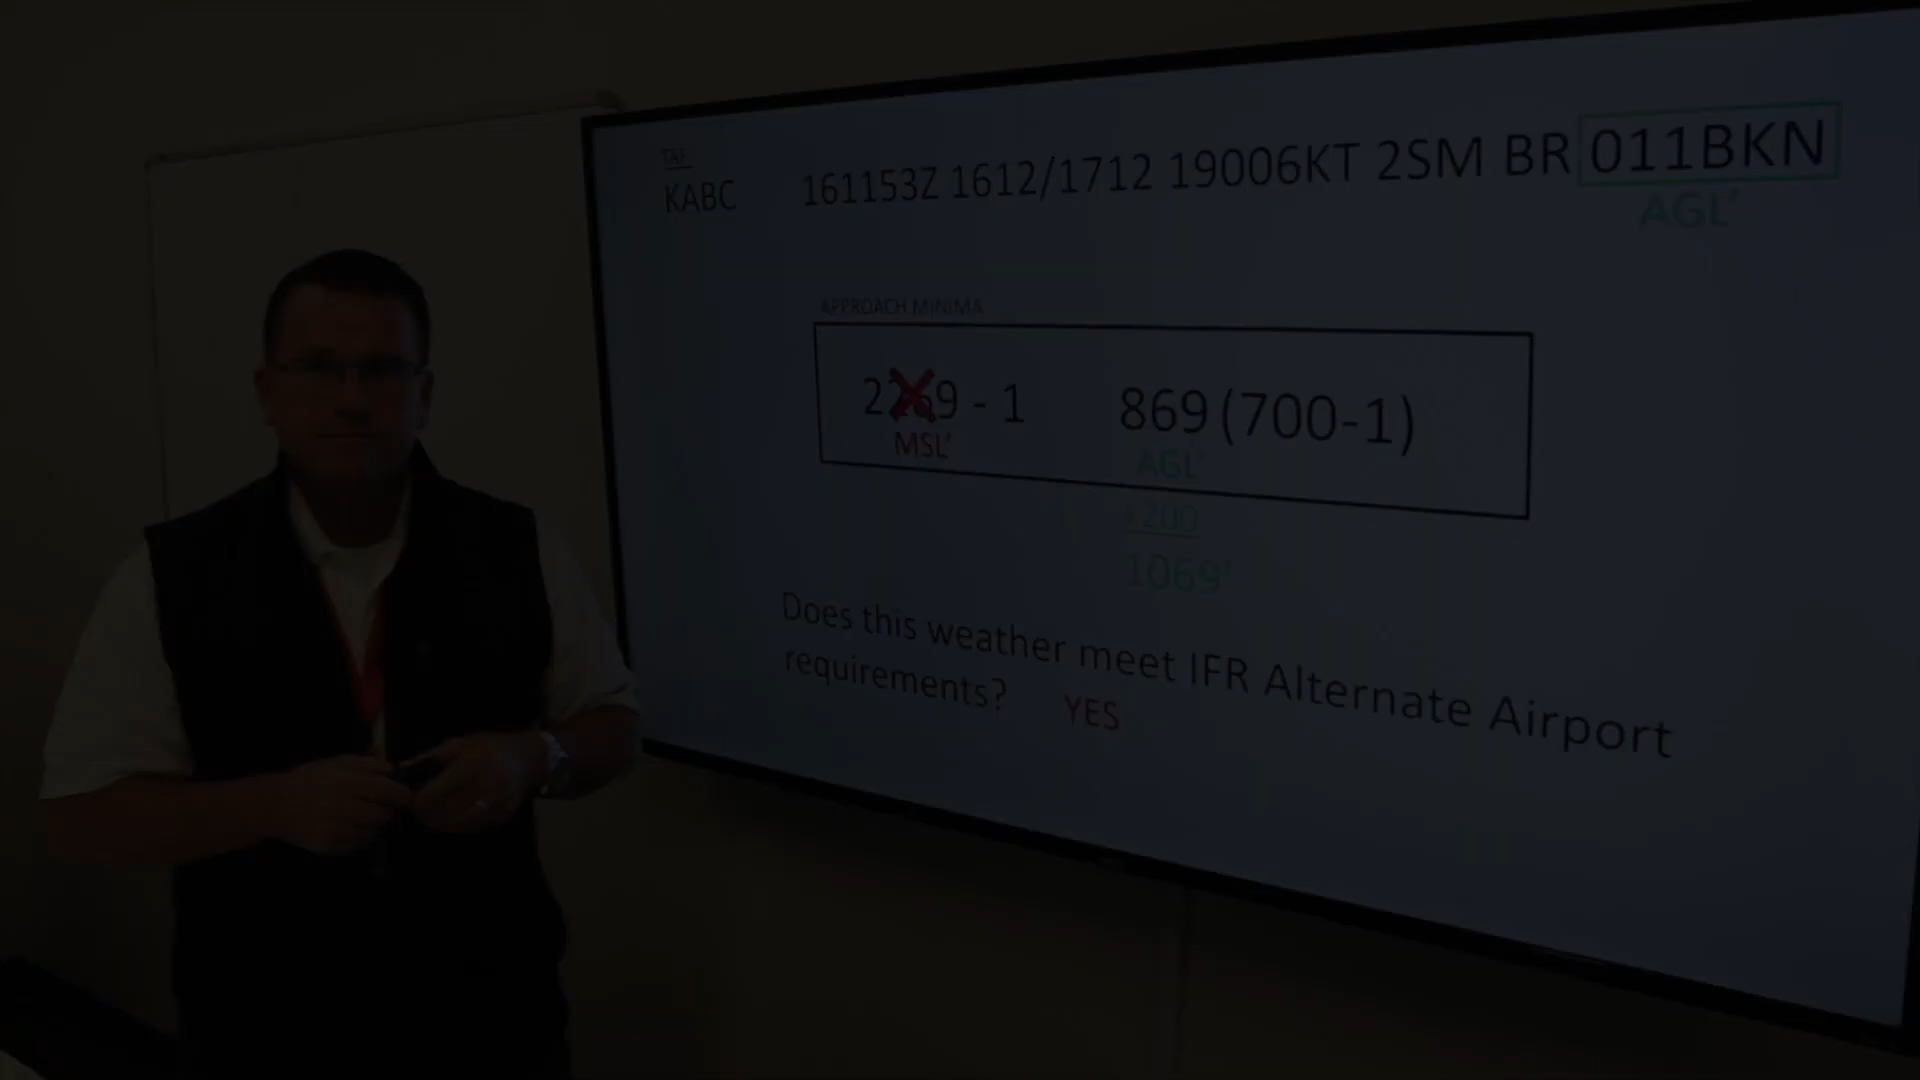 TAF
KABC 161153Z 1612/1712 19006KT 2SM BR 011BKN
AGL'
APPROACH MINIMA
2269 - 1 869 (700-1)
MSL' AGL'
+200
1069'
Does this weather meet IFR Alternate Airport
requirements? YES